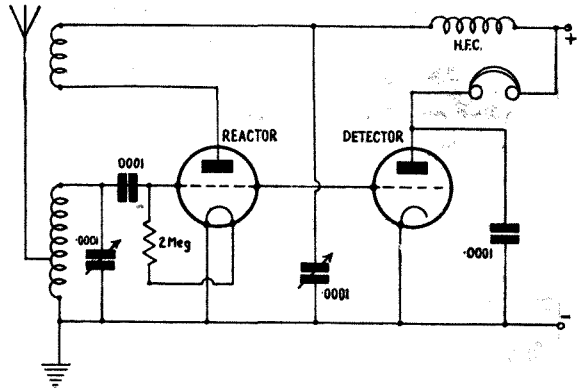 H.F.C.
+
REACTOR
DETECTOR
.0001
.0001
2 Meg
.0001
.0001
-